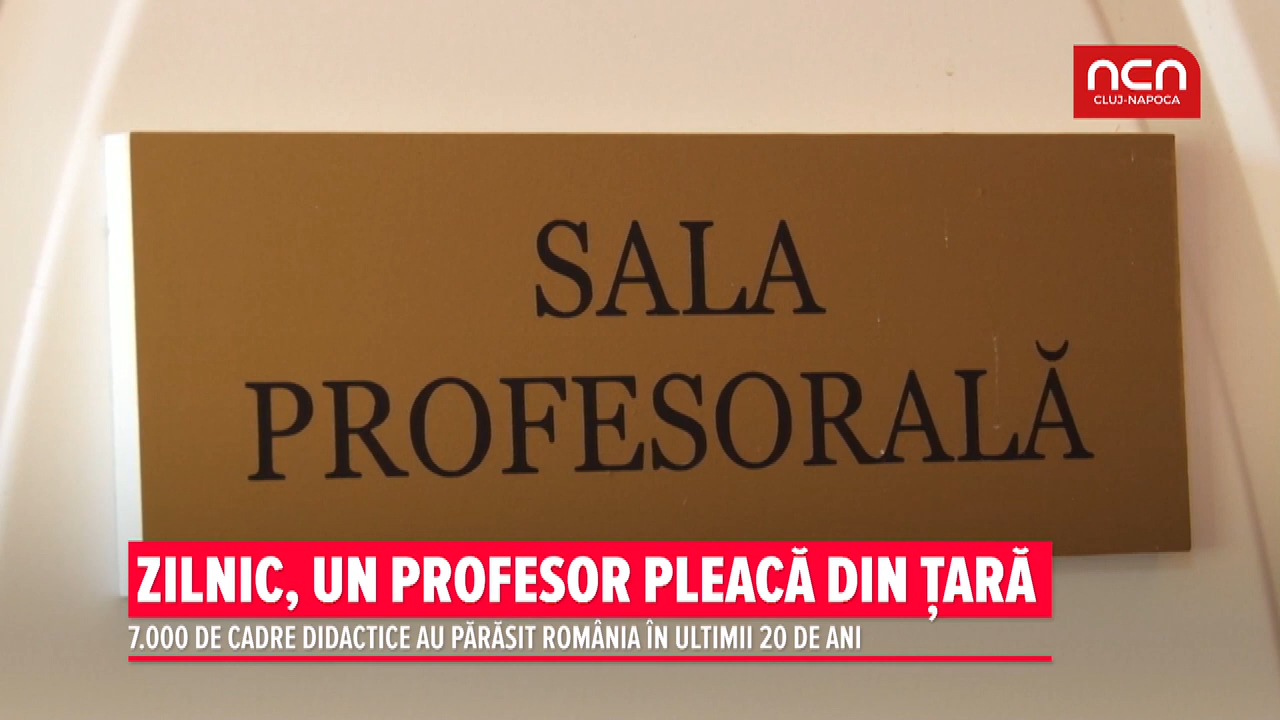 ncn
CLUJ-NAPOCA
SALA
PROFESORALĂ
ZILNIC, UN PROFESOR PLEACĂ DIN ȚARĂ
7.000 DE CADRE DIDACTICE AU PĂRĂSIT ROMÂNIA ÎN ULTIMII 20 DE ANI